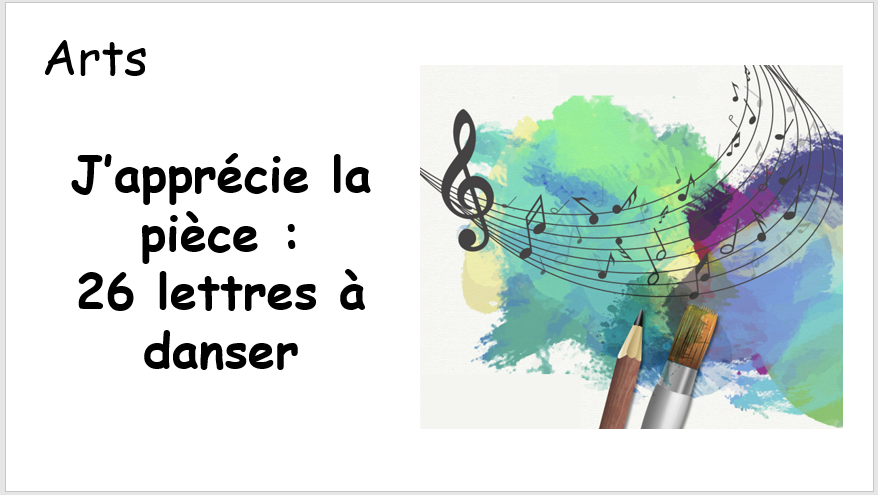 Arts
J’apprécie la
pièce :
26 lettres à
danser